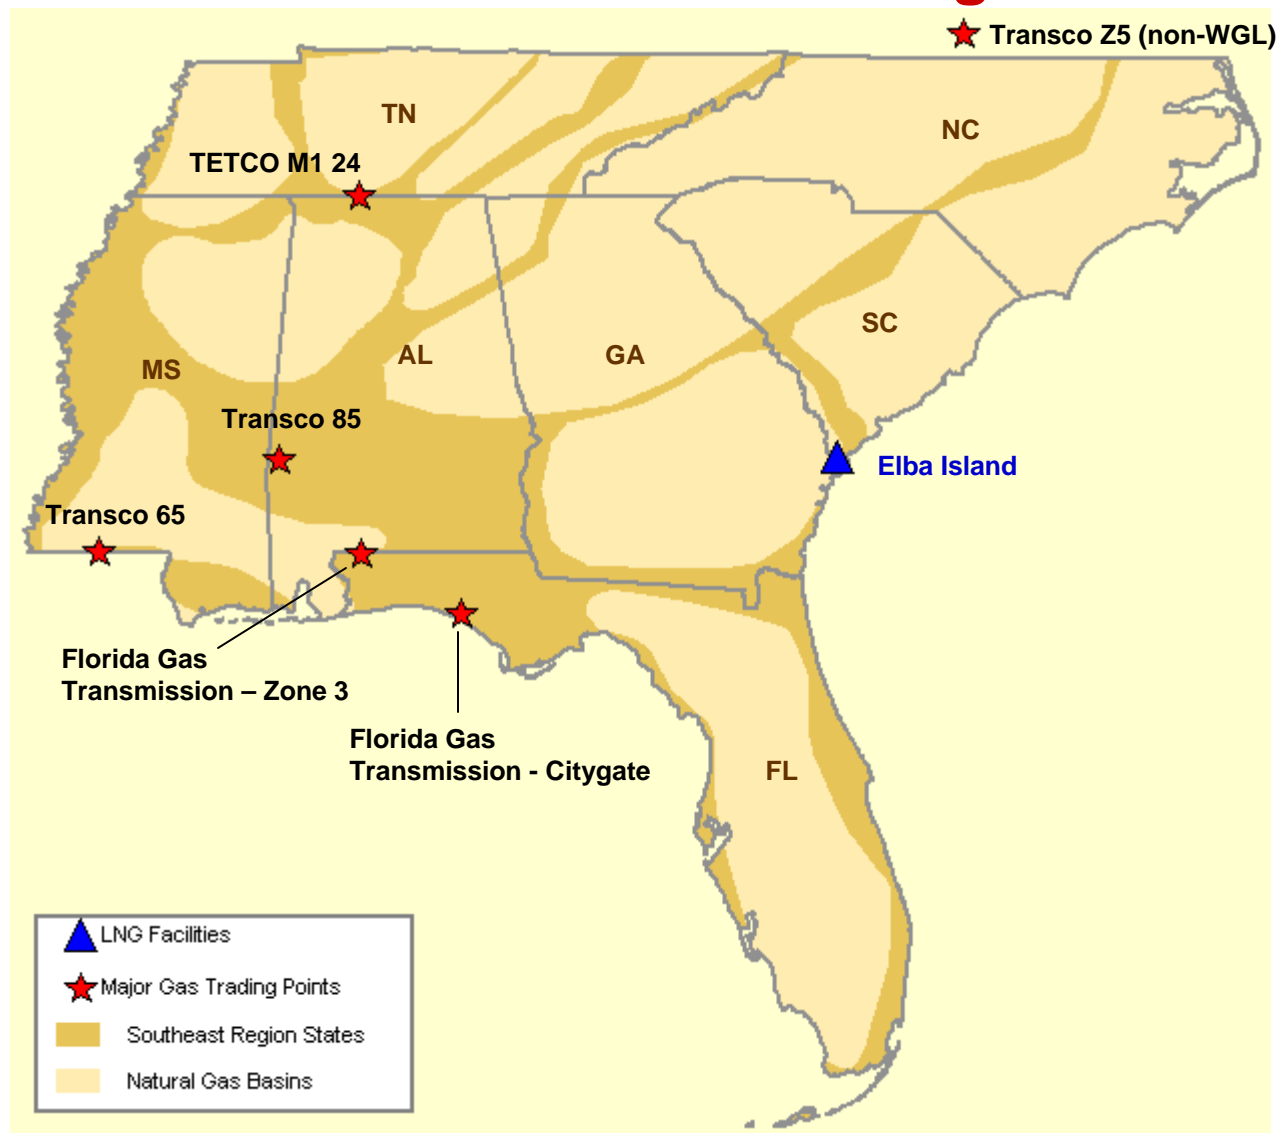 Transco Z5 (non-WGL)
TN
NC
TETCO M1 24
SC
MS
AL
GA
Transco 85
Elba Island
Transco 65
Florida Gas
Transmission – Zone 3
Florida Gas
Transmission - Citygate
FL
LNG Facilities
Major Gas Trading Points
Southeast Region States
Natural Gas Basins